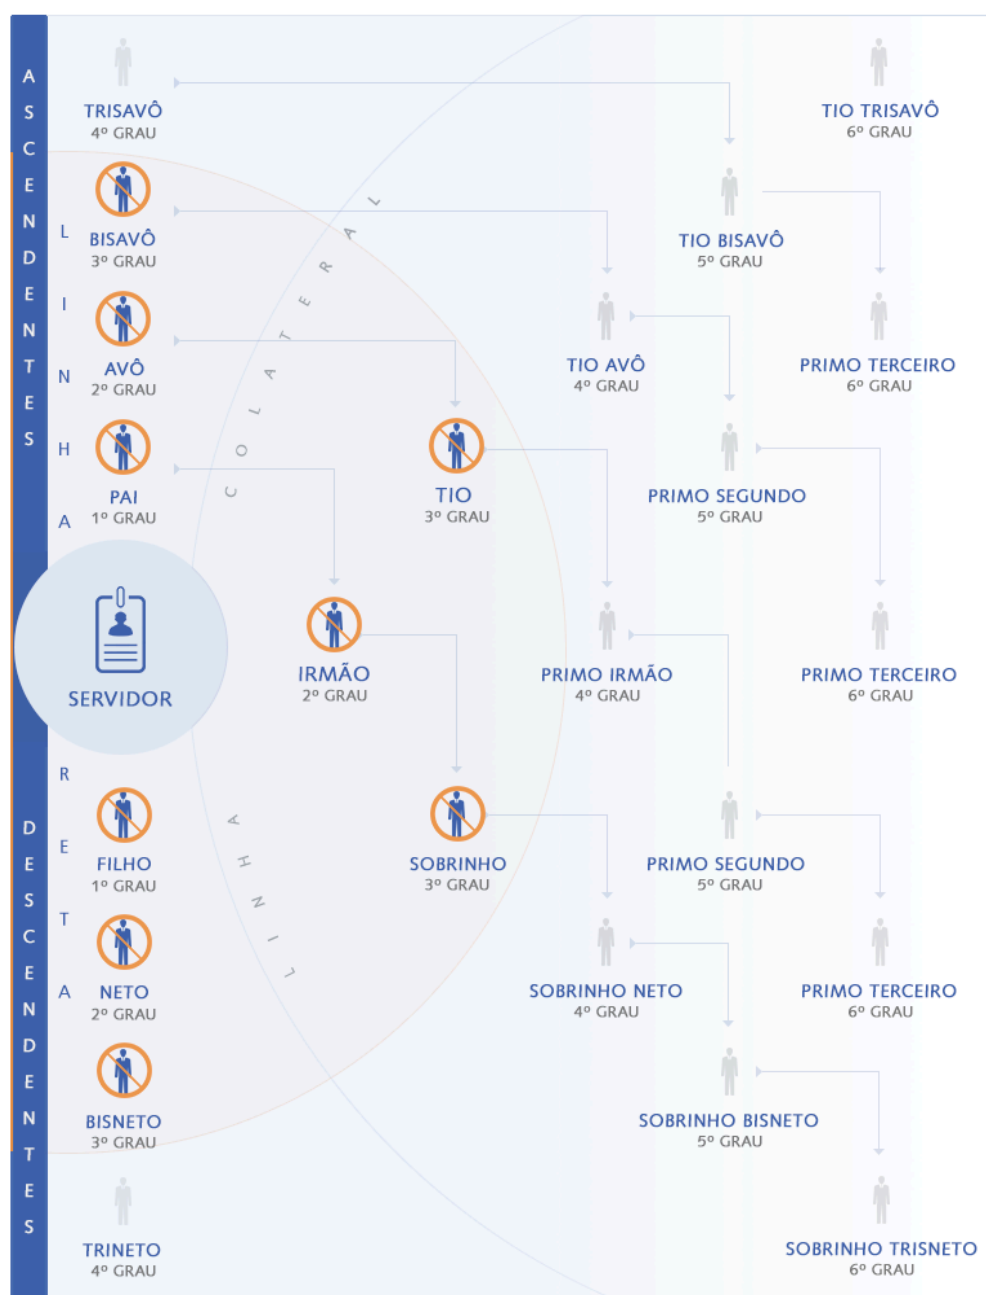 ASCENDENTES
DESCENDENTES
LINHA RETA
LINHA COLATERAL
TRISAVÔ
4º GRAU
TIO TRISAVÔ
6º GRAU
BISAVÔ
3º GRAU
TIO BISAVÔ
5º GRAU
AVÔ
2º GRAU
TIO AVÔ
4º GRAU
PRIMO TERCEIRO
6º GRAU
PAI
1º GRAU
TIO
3º GRAU
PRIMO SEGUNDO
5º GRAU
SERVIDOR
IRMÃO
2º GRAU
PRIMO IRMÃO
4º GRAU
PRIMO TERCEIRO
6º GRAU
FILHO
1º GRAU
SOBRINHO
3º GRAU
PRIMO SEGUNDO
5º GRAU
NETO
2º GRAU
SOBRINHO NETO
4º GRAU
PRIMO TERCEIRO
6º GRAU
BISNETO
3º GRAU
SOBRINHO BISNETO
5º GRAU
TRINETO
4º GRAU
SOBRINHO TRISNETO
6º GRAU